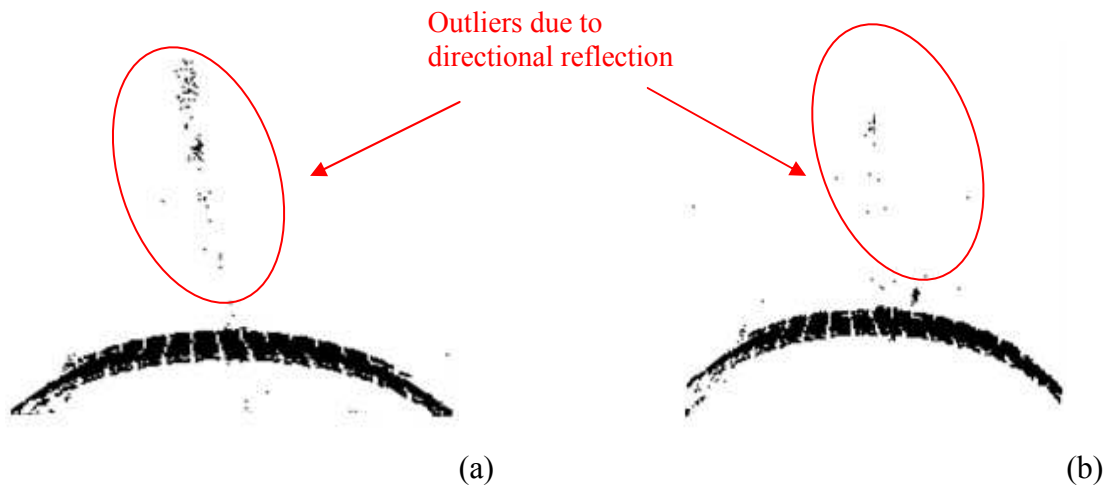 Outliers due to
directional reflection
(a)
(b)